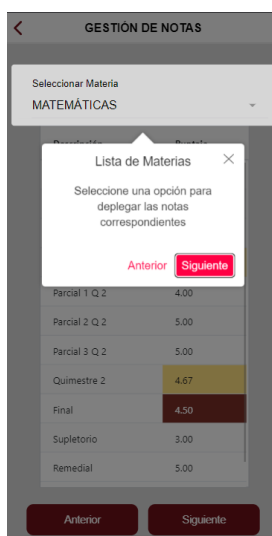 GESTIÓN DE NOTAS
Seleccionar Materia
MATEMÁTICAS
Lista de Materias
Seleccione una opción para
deplegar las notas
correspondientes
Anterior Siguiente
Parcial 1 Q 2 4.00
Parcial 2 Q 2 5.00
Parcial 3 Q 2 5.00
Quimestre 2 4.67
Final 4.50
Supletorio 3.00
Remedial 5.00
Anterior Siguiente